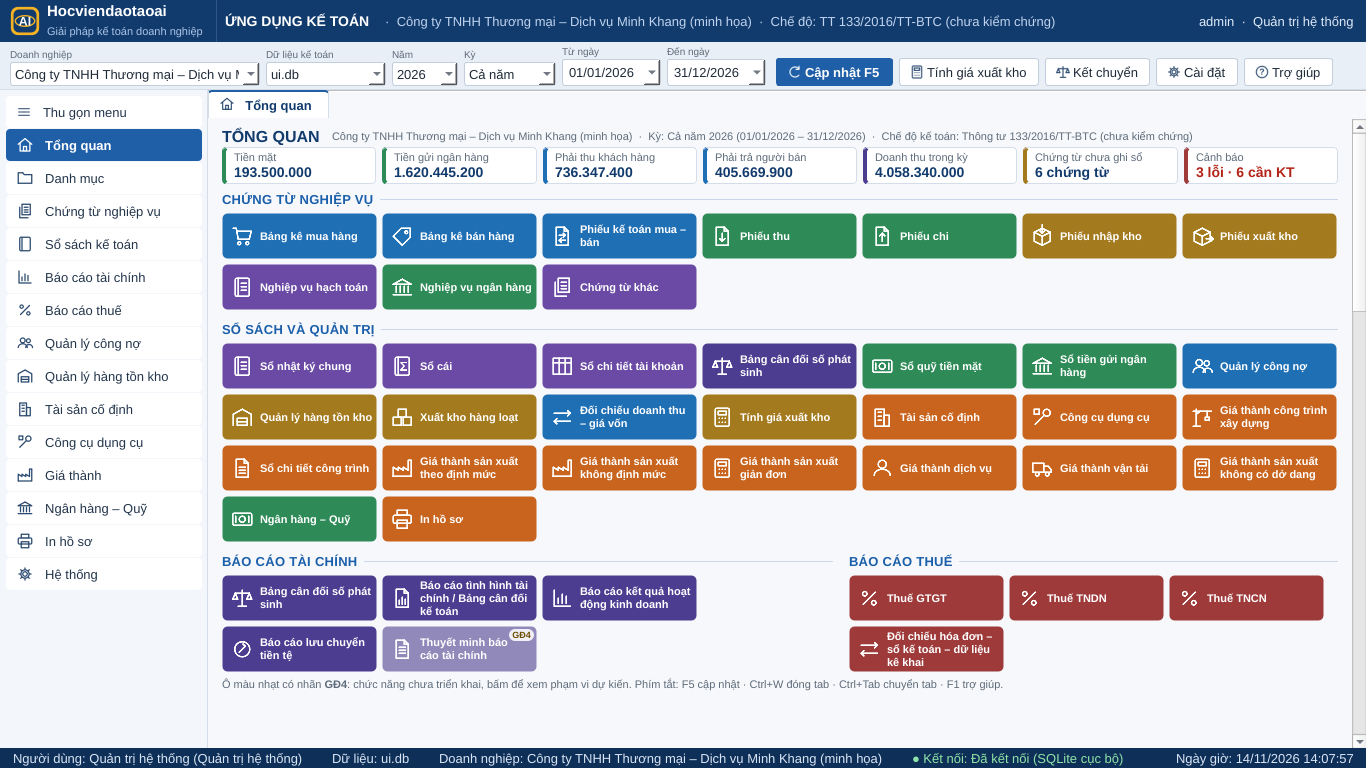 Hocviendaotaoai
Giải pháp kế toán doanh nghiệp
ỨNG DỤNG KẾ TOÁN · Công ty TNHH Thương mại – Dịch vụ Minh Khang (minh họa) · Chế độ: TT 133/2016/TT-BTC (chưa kiểm chứng)
admin · Quản trị hệ thống
Doanh nghiệp
Công ty TNHH Thương mại – Dịch vụ M
Dữ liệu kế toán
ui.db
Năm
2026
Kỳ
Cả năm
Từ ngày
01/01/2026
Đến ngày
31/12/2026
Cập nhật F5
Tính giá xuất kho
Kết chuyển
Cài đặt
Trợ giúp
Thu gọn menu
Tổng quan
Danh mục
Chứng từ nghiệp vụ
Sổ sách kế toán
Báo cáo tài chính
Báo cáo thuế
Quản lý công nợ
Quản lý hàng tồn kho
Tài sản cố định
Công cụ dụng cụ
Giá thành
Ngân hàng – Quỹ
In hồ sơ
Hệ thống
Tổng quan
TỔNG QUAN Công ty TNHH Thương mại – Dịch vụ Minh Khang (minh họa) · Kỳ: Cả năm 2026 (01/01/2026 – 31/12/2026) · Chế độ kế toán: Thông tư 133/2016/TT-BTC (chưa kiểm chứng)
Tiền mặt
193.500.000
Tiền gửi ngân hàng
1.620.445.200
Phải thu khách hàng
736.347.400
Phải trả người bán
405.669.900
Doanh thu trong kỳ
4.058.340.000
Chứng từ chưa ghi sổ
6 chứng từ
Cảnh báo
3 lỗi · 6 cần KT
CHỨNG TỪ NGHIỆP VỤ
Bảng kê mua hàng
Bảng kê bán hàng
Phiếu kế toán mua –
bán
Phiếu thu
Phiếu chi
Phiếu nhập kho
Phiếu xuất kho
Nghiệp vụ hạch toán
Nghiệp vụ ngân hàng
Chứng từ khác
SỔ SÁCH VÀ QUẢN TRỊ
Sổ nhật ký chung
Sổ cái
Sổ chi tiết tài khoản
Bảng cân đối số phát
sinh
Sổ quỹ tiền mặt
Sổ tiền gửi ngân
hàng
Quản lý công nợ
Quản lý hàng tồn kho
Xuất kho hàng loạt
Đối chiếu doanh thu
– giá vốn
Tính giá xuất kho
Tài sản cố định
Công cụ dụng cụ
Giá thành công trình
xây dựng
Sổ chi tiết công trình
Giá thành sản xuất
theo định mức
Giá thành sản xuất
không định mức
Giá thành sản xuất
giản đơn
Giá thành dịch vụ
Giá thành vận tải
Giá thành sản xuất
không có dở dang
Ngân hàng – Quỹ
In hồ sơ
BÁO CÁO TÀI CHÍNH
Bảng cân đối số phát
sinh
Báo cáo tình hình tài
chính / Bảng cân đối
kế toán
Báo cáo kết quả hoạt
động kinh doanh
Báo cáo lưu chuyển
tiền tệ
Thuyết minh báo
cáo tài chính
GĐ4
BÁO CÁO THUẾ
Thuế GTGT
Thuế TNDN
Thuế TNCN
Đối chiếu hóa đơn –
sổ kế toán – dữ liệu
kê khai
Ô màu nhạt có nhãn GĐ4: chức năng chưa triển khai, bấm để xem phạm vi dự kiến. Phím tắt: F5 cập nhật · Ctrl+W đóng tab · Ctrl+Tab chuyển tab · F1 trợ giúp.
Người dùng: Quản trị hệ thống (Quản trị hệ thống)
Dữ liệu: ui.db
Doanh nghiệp: Công ty TNHH Thương mại – Dịch vụ Minh Khang (minh họa)
● Kết nối: Đã kết nối (SQLite cục bộ)
Ngày giờ: 14/11/2026 14:07:57